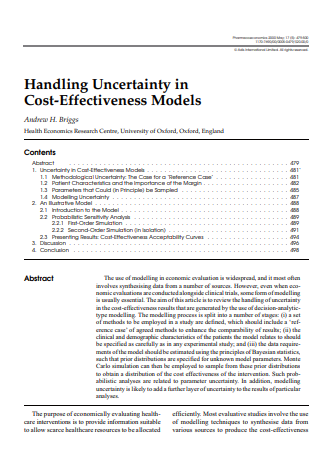 Pharmacoeconomics 2000 May; 17 (5): 479-500
© Adis International Limited. All rights reserved.
Handling Uncertainty in
Cost-Effectiveness Models
Andrew H. Briggs
Health Economics Research Centre, University of Oxford, Oxford, England
Contents
Abstract . . . 479
1. Uncertainty in Cost-Effectiveness Models . . . 481
1.1 Methodological Uncertainty: The Case for a 'Reference Case' . . . 481
1.2 Patient Characteristics and the Importance of the Margin . . . 482
1.3 Parameters that Could (in Principle) be Sampled . . . 485
1.4 Modelling Uncertainty . . . 487
2. An Illustrative Model . . . 488
2.1 Introduction to the Model . . . 488
2.2 Probabilistic Sensitivity Analysis . . . 489
2.2.1 First-Order Simulation . . . 489
2.2.2 Second-Order Simulation (in Isolation) . . . 491
2.3 Presenting Results: Cost-Effectiveness Acceptability Curves . . . 494
3. Discussion . . . 496
4. Conclusion . . . 498
Abstract
The use of modelling in economic evaluation is widespread, and it most often
involves synthesising data from a number of sources. However, even when eco-
nomic evaluations are conducted alongside clinical trials, some form of modelling
is usually essential. The aim of this article is to review the handling of uncertainty
in the cost-effectiveness results that are generated by the use of decision-analytic-
type modelling. The modelling process is split into a number of stages: (i) a set
of methods to be employed in a study are defined, which should include a 'ref-
erence case' of agreed methods to enhance the comparability of results; (ii) the
clinical and demographic characteristics of the patients the model relates to should
be specified as carefully as in any experimental study; and (iii) the data require-
ments of the model should be estimated using the principles of Bayesian statistics,
such that prior distributions are specified for unknown model parameters. Monte
Carlo simulation can then be employed to sample from these prior distributions
to obtain a distribution of the cost effectiveness of the intervention. Such prob-
abilistic analyses are related to parameter uncertainty. In addition, modelling
uncertainty is likely to add a further layer of uncertainty to the results of particular
analyses.
The purpose of economically evaluating health-
care interventions is to provide information suitable
to allow scarce healthcare resources to be allocated
efficiently. Most evaluative studies involve the use
of modelling techniques to synthesise data from
various sources to produce the cost-effectiveness